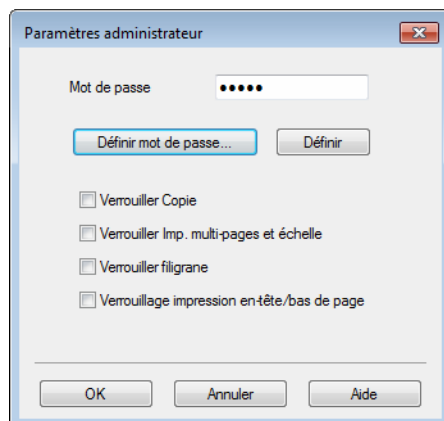 Paramètres administrateur
Mot de passe •••••
Définir mot de passe... Définir
Verrouiller Copie
Verrouiller Imp. multi-pages et échelle
Verrouiller filigrane
Verrouillage impression en-tête/bas de page
OK Annuler Aide